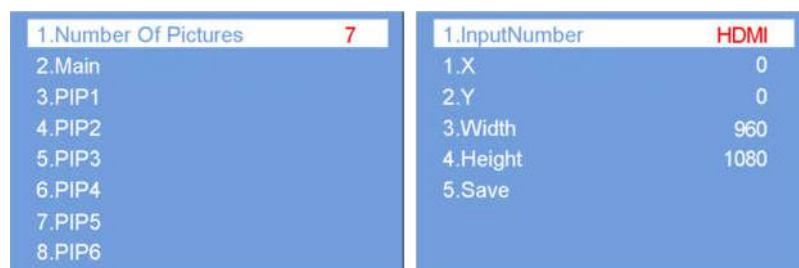 1.Number Of Pictures 7
2.Main
3.PIP1
4.PIP2
5.PIP3
6.PIP4
7.PIP5
8.PIP6
1.InputNumber HDMI
1.X 0
2.Y 0
3.Width 960
4.Height 1080
5.Save